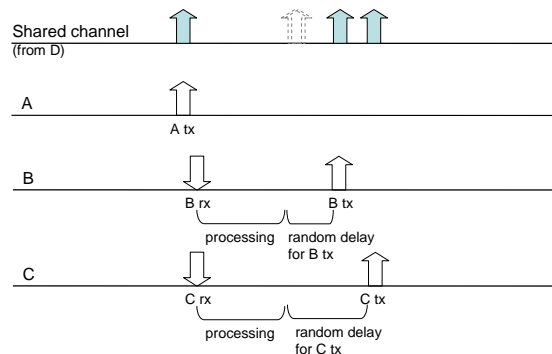 Shared channel
(from D)
A
A tx
B
B rx
B tx
processing
random delay
for B tx
C
C rx
C tx
processing
random delay
for C tx